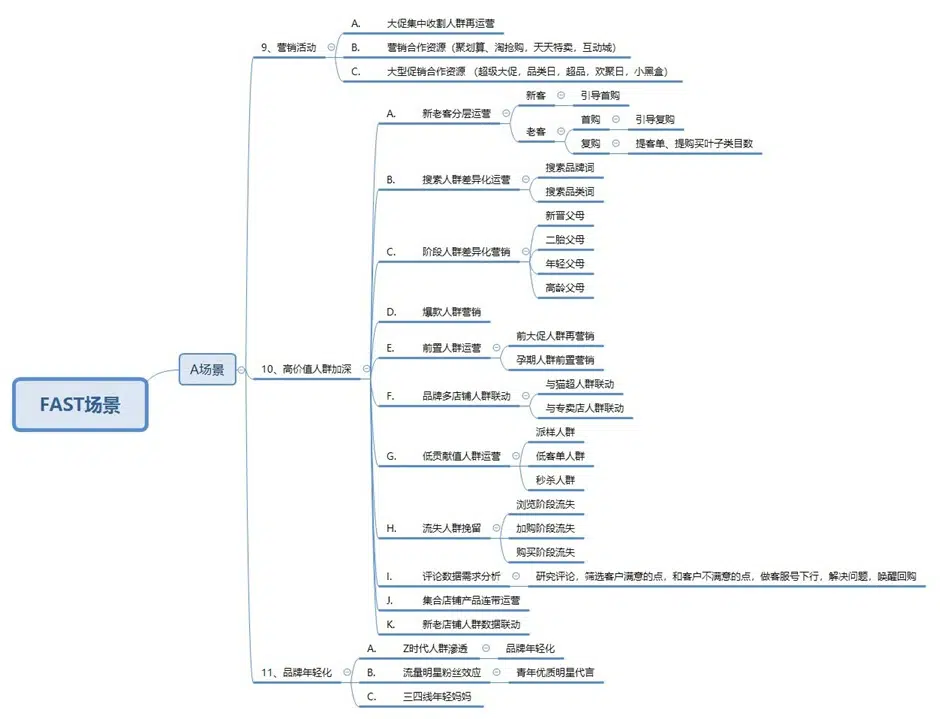 FAST场景
A场景
9、营销活动
A. 大促集中收割人群再运营
B. 营销合作资源（聚划算、淘抢购，天天特卖，互动城）
C. 大型促销合作资源 （超级大促，品类日，超品，欢聚日，小黑盒）
10、高价值人群加深
A. 新老客分层运营
新客
引导首购
老客
首购
引导复购
复购
提客单、提购买叶子类目数
B. 搜索人群差异化运营
搜索品牌词
搜索品类词
C. 阶段人群差异化营销
新晋父母
二胎父母
年轻父母
高龄父母
D. 爆款人群营销
E. 前置人群运营
前大促人群再营销
孕期人群前置营销
F. 品牌多店铺人群联动
与猫超人群联动
与专卖店人群联动
G. 低贡献值人群运营
派样人群
低客单人群
秒杀人群
H. 流失人群挽留
浏览阶段流失
加购阶段流失
购买阶段流失
I. 评论数据需求分析
研究评论，筛选客户满意的点，和客户不满意的点，做客服号下行，解决问题，唤醒回购
J. 集合店铺产品连带运营
K. 新老店铺人群数据联动
11、品牌年轻化
A. Z时代人群渗透
品牌年轻化
B. 流量明星粉丝效应
青年优质明星代言
C. 三四线年轻妈妈